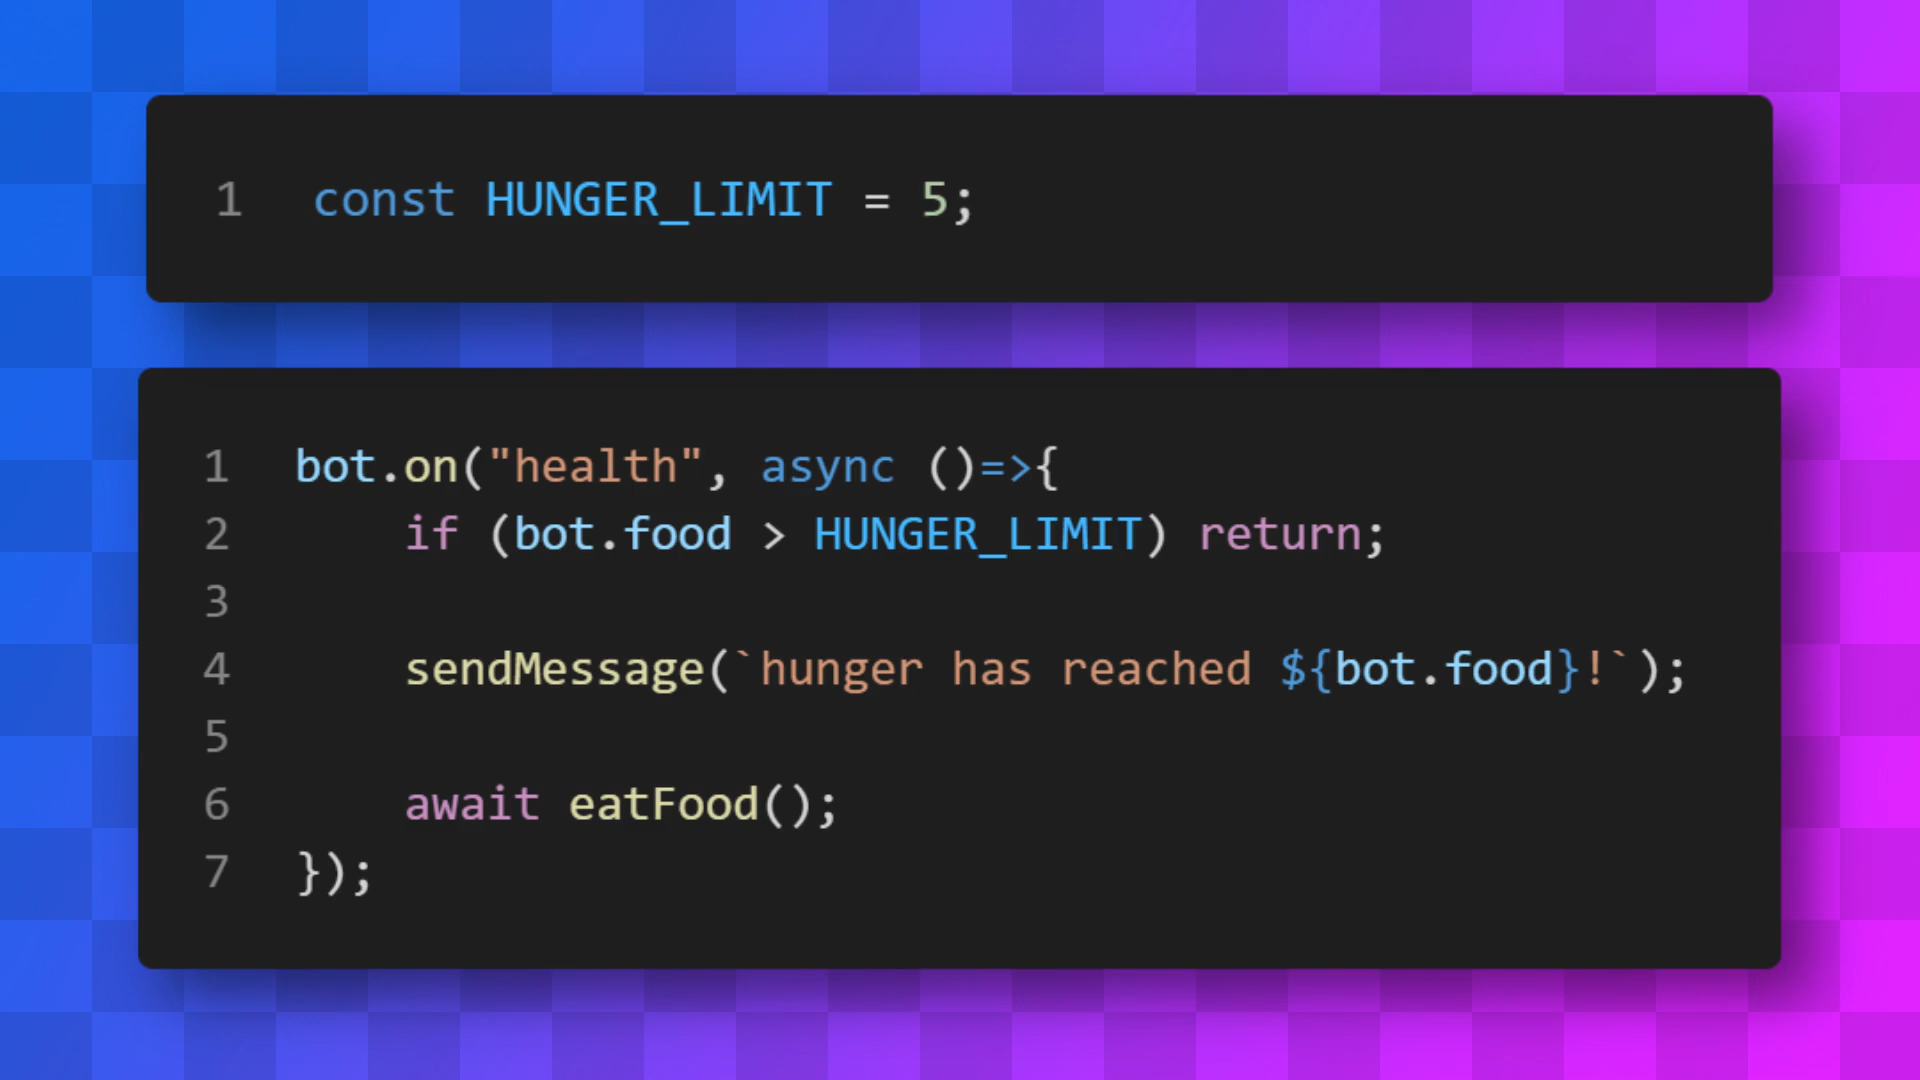 1 const HUNGER_LIMIT = 5;
1 bot.on("health", async ()=>{
2 if (bot.food > HUNGER_LIMIT) return;
3
4 sendMessage(`hunger has reached ${bot.food}!`);
5
6 await eatFood();
7 });